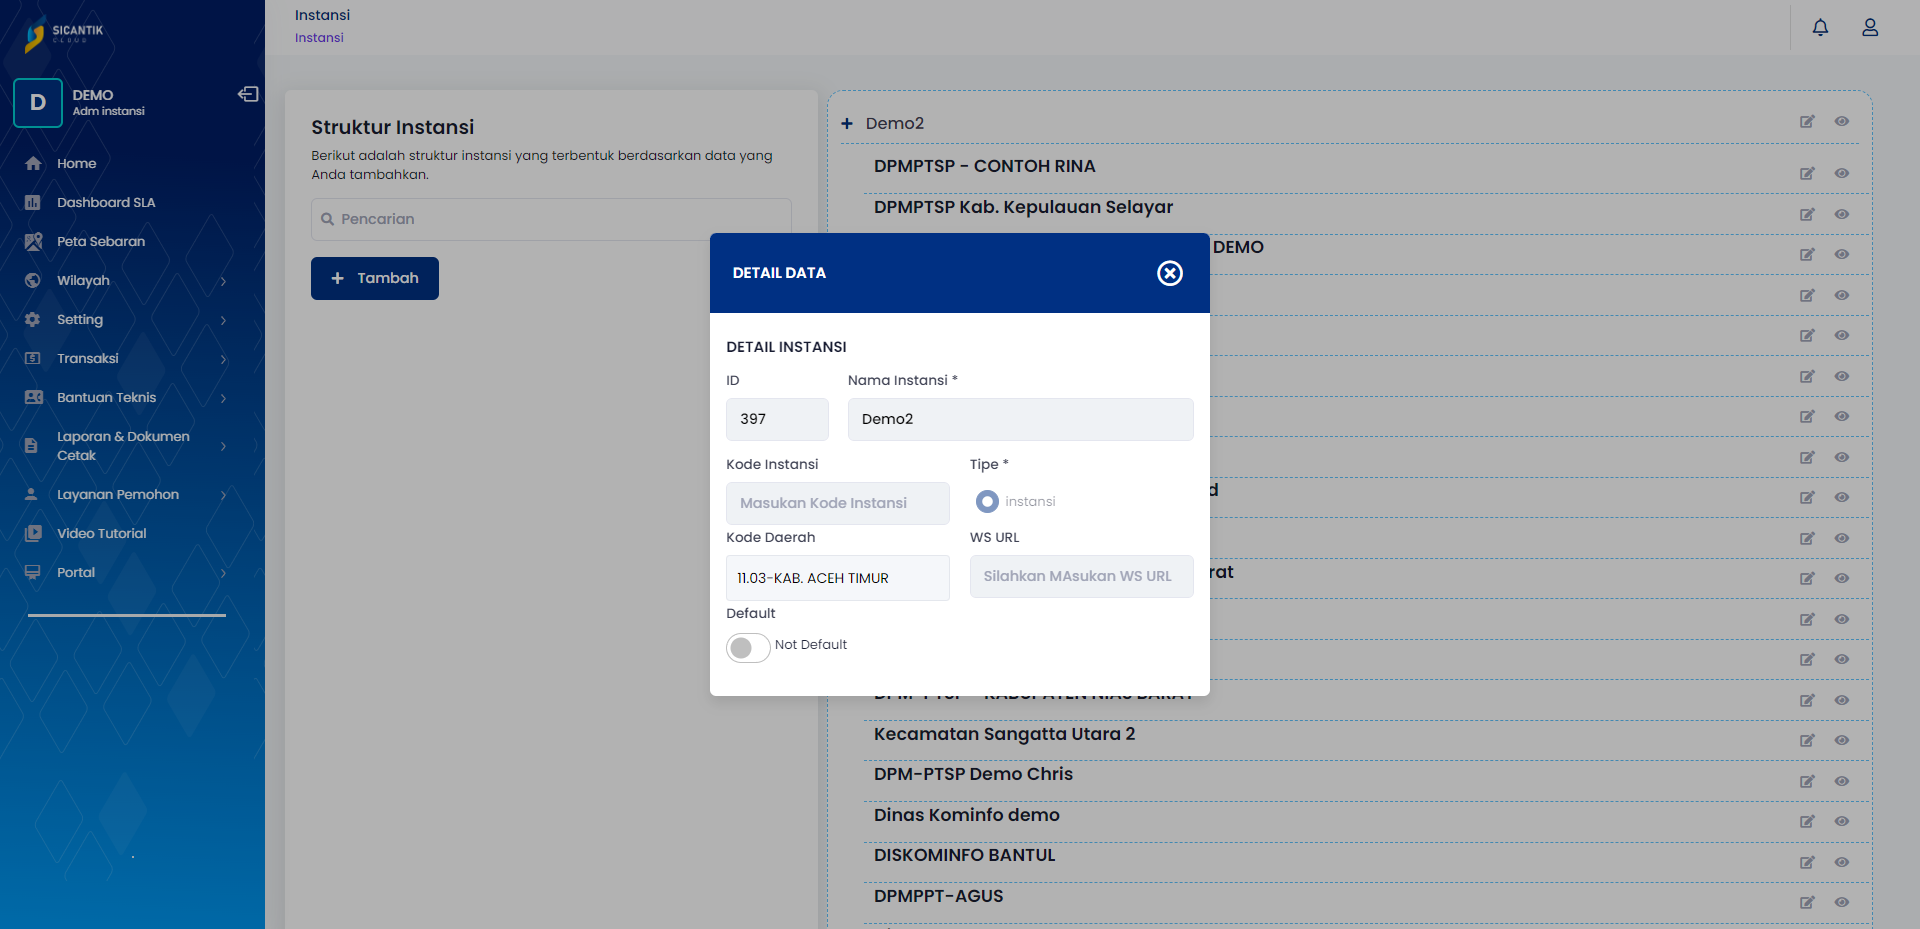 SICANTIK
CLOUD
D
DEMO
Adm instansi
Home
Dashboard SLA
Peta Sebaran
Wilayah
Setting
Transaksi
Bantuan Teknis
Laporan & Dokumen
Cetak
Layanan Pemohon
Video Tutorial
Portal
Instansi
Instansi
Struktur Instansi
Berikut adalah struktur instansi yang terbentuk berdasarkan data yang
Anda tambahkan.
Pencarian
+ Tambah
+ Demo2
DPMPTSP - CONTOH RINA
DPMPTSP Kab. Kepulauan Selayar
DEMO
DETAIL DATA
DETAIL INSTANSI
ID
Nama Instansi *
397
Demo2
Kode Instansi
Tipe *
Masukan Kode Instansi
instansi
Kode Daerah
WS URL
11.03-KAB. ACEH TIMUR
Silahkan MAsukan WS URL
Default
Not Default
d
rat
Kecamatan Sangatta Utara 2
DPM-PTSP Demo Chris
Dinas Kominfo demo
DISKOMINFO BANTUL
DPMPPT-AGUS